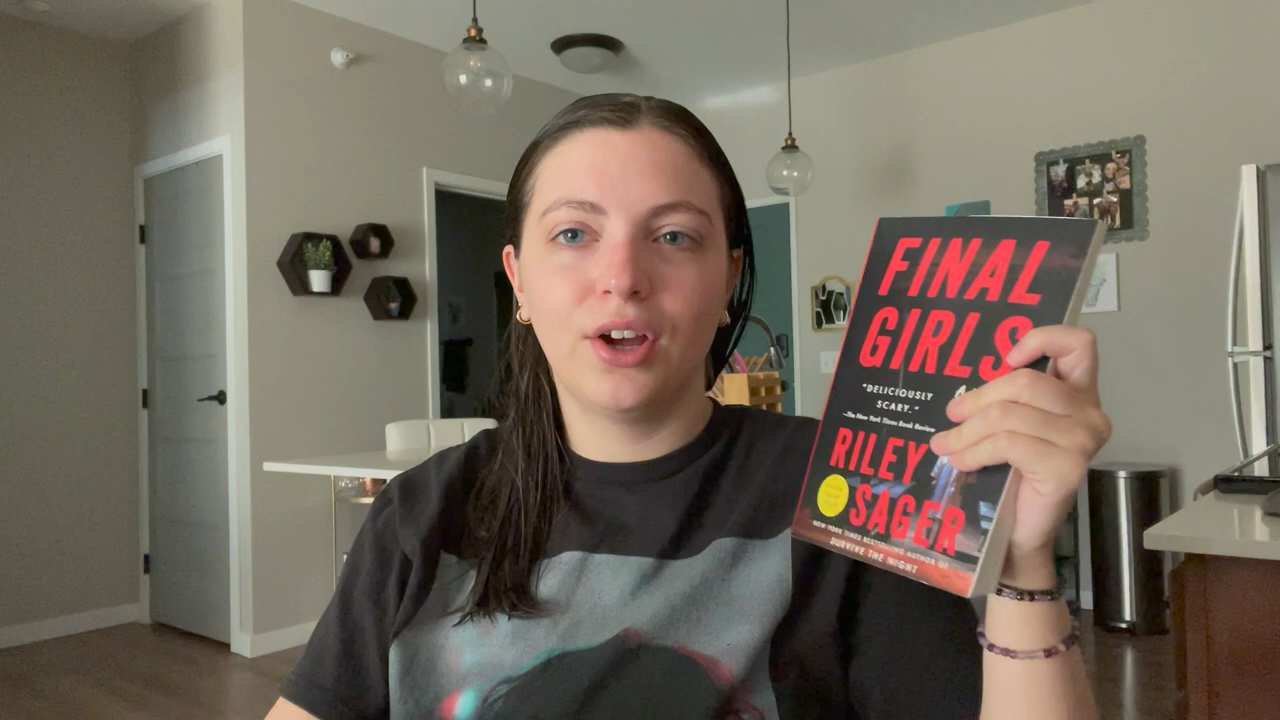 FINAL
GIRLS
"DELICIOUSLY
SCARY."
—The New York Times Book Review
RILEY
SAGER
NEW YORK TIMES BESTSELLING AUTHOR OF
SURVIVE THE NIGHT